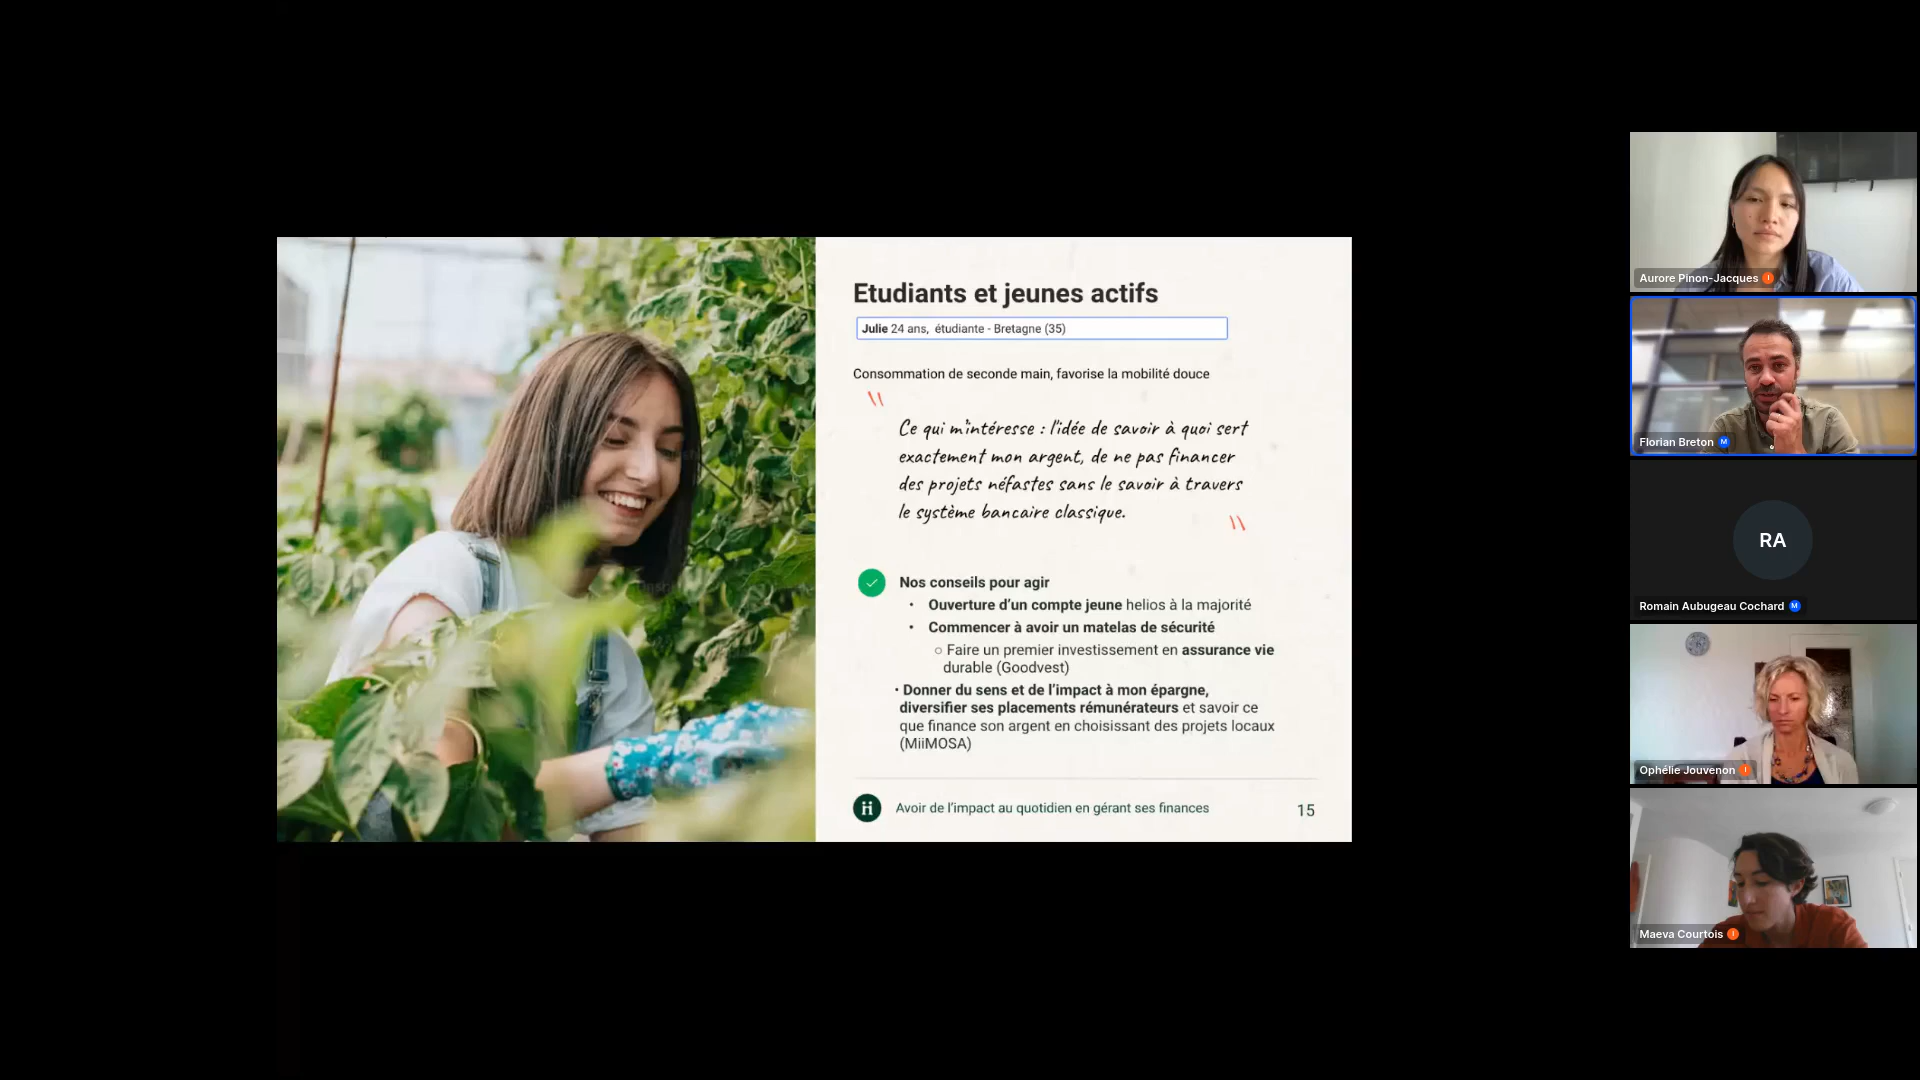 Etudiants et jeunes actifs
Julie 24 ans, étudiante - Bretagne (35)
Consommation de seconde main, favorise la mobilité douce
Ce qui m'intéresse : l'idée de savoir à quoi sert
exactement mon argent, de ne pas financer
des projets néfastes sans le savoir à travers
le système bancaire classique.
Nos conseils pour agir
• Ouverture d'un compte jeune helios à la majorité
• Commencer à avoir un matelas de sécurité
○ Faire un premier investissement en assurance vie
durable (Goodvest)
• Donner du sens et de l'impact à mon épargne,
diversifier ses placements rémunérateurs et savoir ce
que finance son argent en choisissant des projets locaux
(MiiMOSA)
Avoir de l'impact au quotidien en gérant ses finances
15
Aurore Pinon-Jacques I
Florian Breton M
RA
Romain Aubugeau Cochard M
Ophélie Jouvenon I
Maeva Courtois I